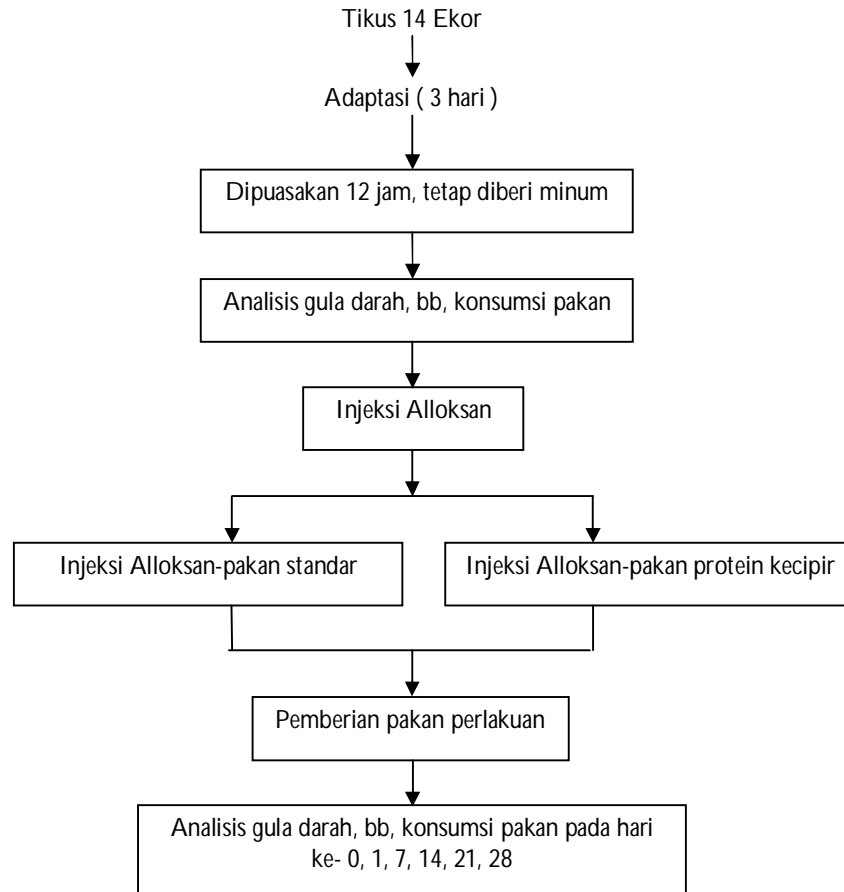 Tikus 14 Ekor
Adaptasi ( 3 hari )
Dipuasakan 12 jam, tetap diberi minum
Analisis gula darah, bb, konsumsi pakan
Injeksi Alloksan
Injeksi Alloksan-pakan standar
Injeksi Alloksan-pakan protein kecipir
Pemberian pakan perlakuan
Analisis gula darah, bb, konsumsi pakan pada hari
ke- 0, 1, 7, 14, 21, 28